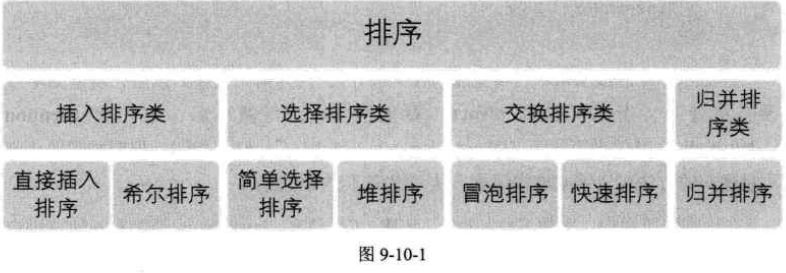 排序
插入排序类
选择排序类
交换排序类
归并排
序类
直接插入
排序
希尔排序
简单选择
排序
堆排序
冒泡排序
快速排序
归并排序
图 9-10-1